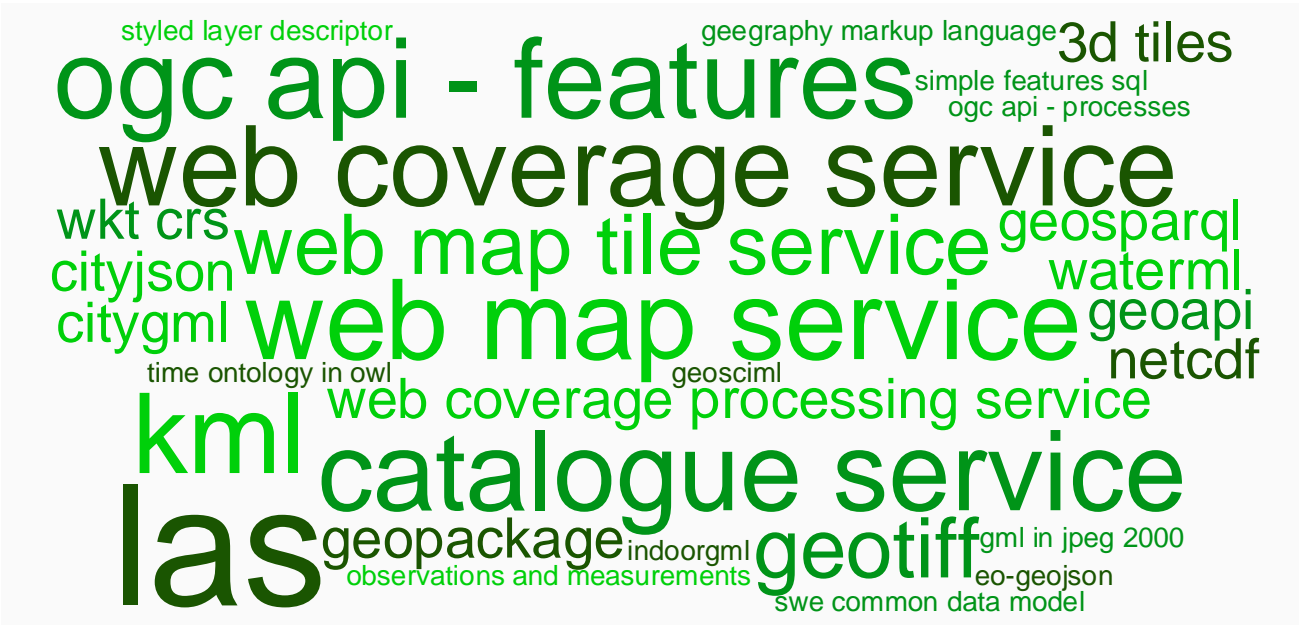 styled layer descriptor
geegraphy markup language
3d tiles
ogc api - features
simple features sql
ogc api - processes
web coverage service
wkt crs
web map tile service
geosparql
cityjson
waterml
citygml
web map service
geoapi
netcdf
time ontology in owl
geosciml
web coverage processing service
kml
catalogue service
las
geopackage
indoorgml
geotiff
gml in jpeg 2000
observations and measurements
eo-geojson
swe common data model